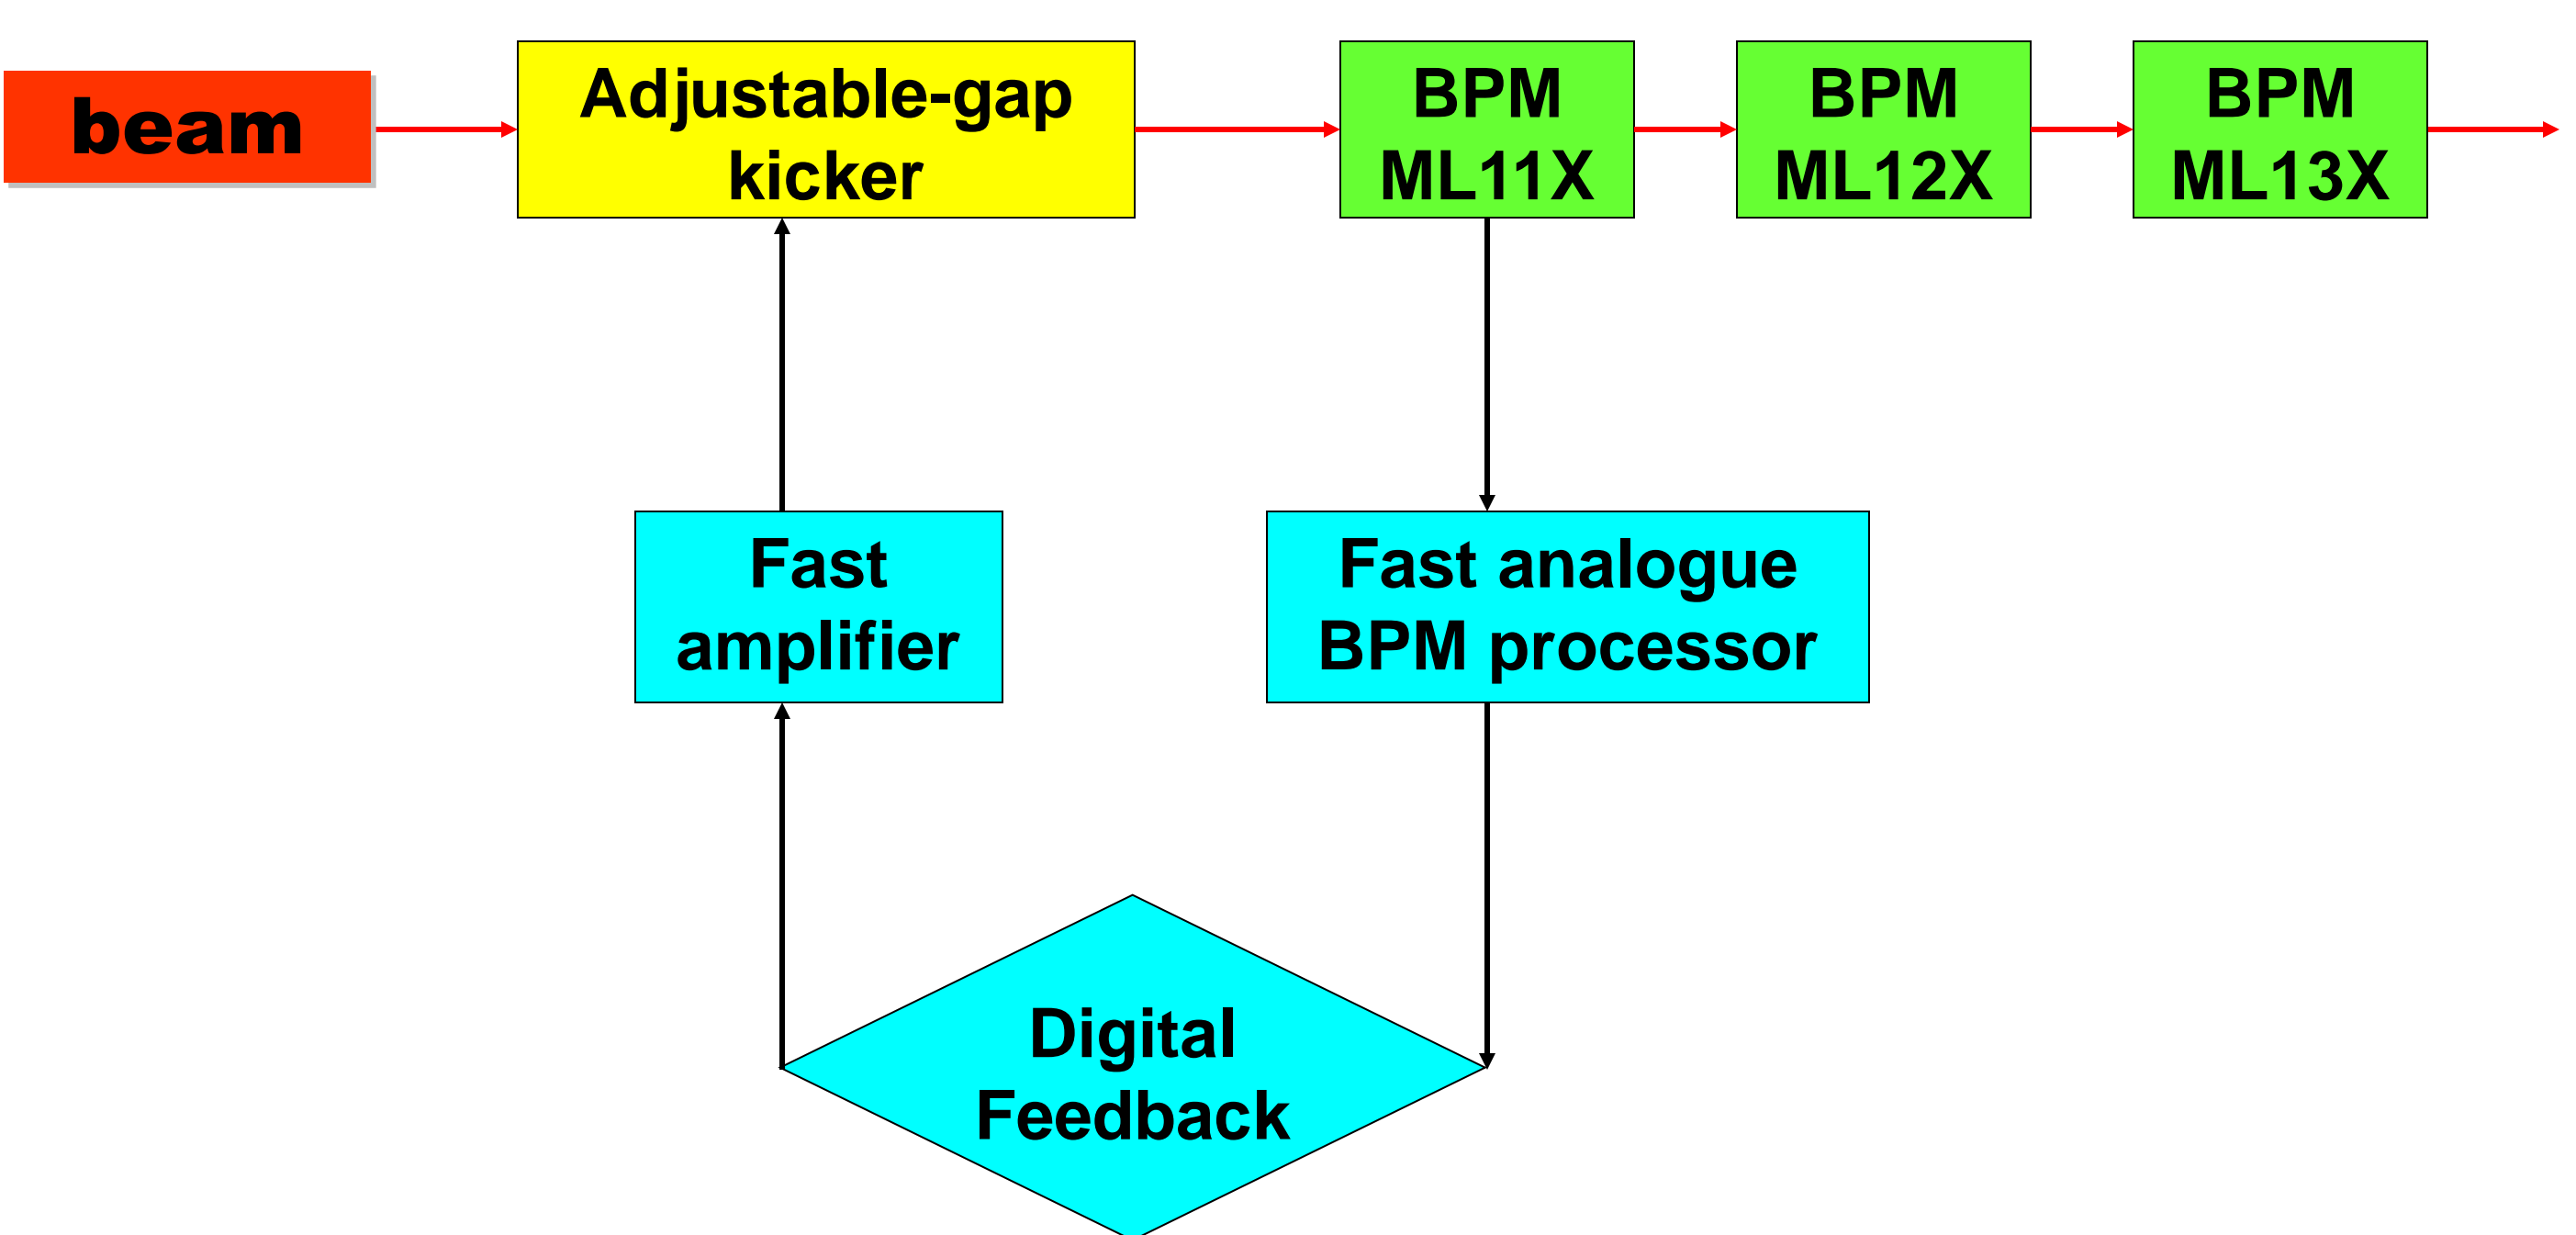 beam
Adjustable-gap
kicker
BPM
ML11X
BPM
ML12X
BPM
ML13X
Fast
amplifier
Fast analogue
BPM processor
Digital
Feedback